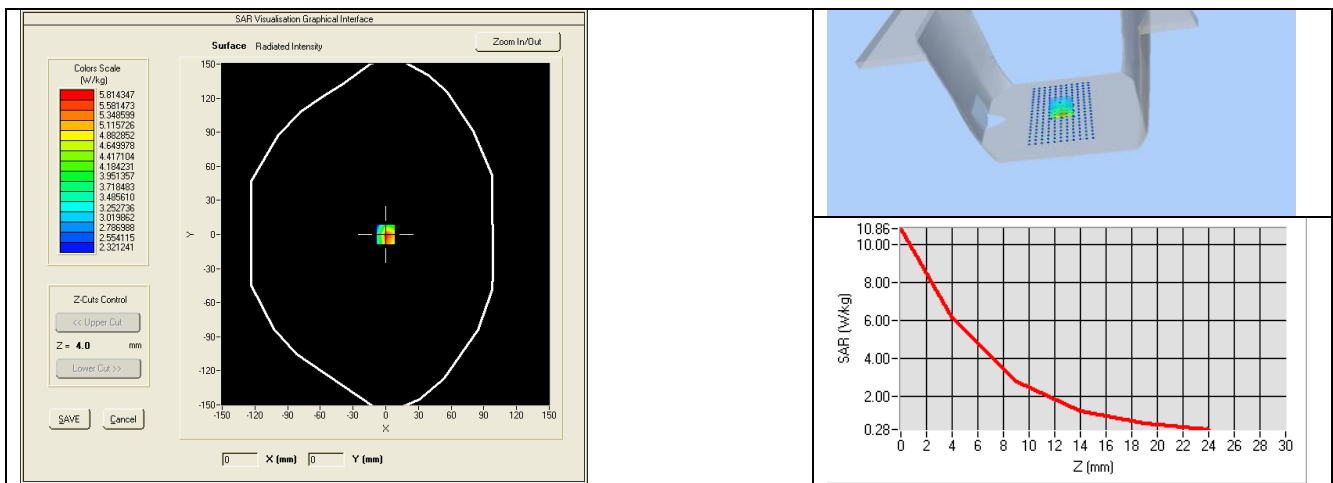 SAR Visualisation Graphical Interface
Surface Radiated Intensity
Zoom In/Out
Colors Scale
(W/kg)
5.814347
5.581473
5.348599
5.115726
4.882852
4.649978
4.417104
4.184231
3.951357
3.718483
3.485610
3.252736
3.019862
2.786988
2.554115
2.321241
Z-Cuts Control
<< Upper Cut
Z = 4.0 mm
Lower Cut >>
SAVE Cancel
150-
120-
90-
60-
30-
0-
-30-
-60-
-90-
-120-
-150-
Y
-150 -120 -90 -60 -30 0 30 60 90 120 150
X
0 X (mm) 0 Y (mm)
10.86-
10.00-
8.00-
6.00-
4.00-
2.00-
0.28-
SAR (W/kg)
0 2 4 6 8 10 12 14 16 18 20 22 24 26 28 30
Z (mm)